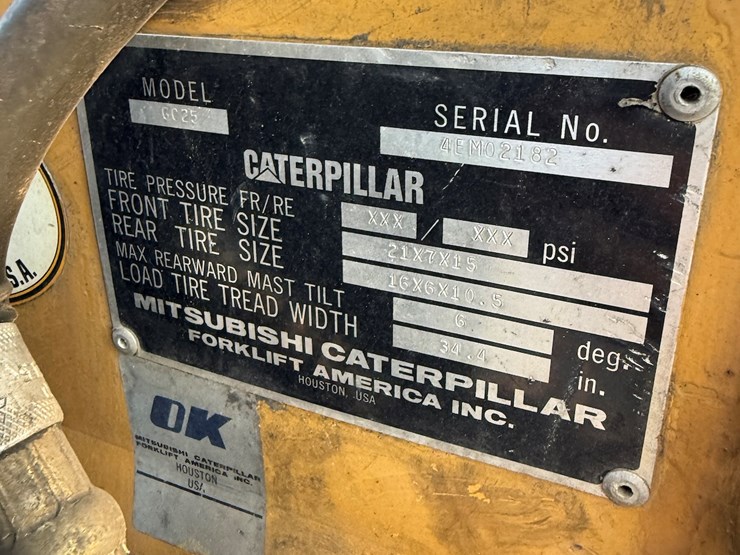 MODEL
GC25
SERIAL No.
4EM02182
CATERPILLAR
TIRE PRESSURE FR/RE XXX / XXX psi
FRONT TIRE SIZE 21X7X15
REAR TIRE SIZE 16X6X10.5
MAX REARWARD MAST TILT 6 deg.
LOAD TIRE TREAD WIDTH 34.4 in.
MITSUBISHI CATERPILLAR
FORKLIFT AMERICA INC.
HOUSTON, USA
S.A.
OK
MITSUBISHI CATERPILLAR
FORKLIFT AMERICA INC.
HOUSTON
USA